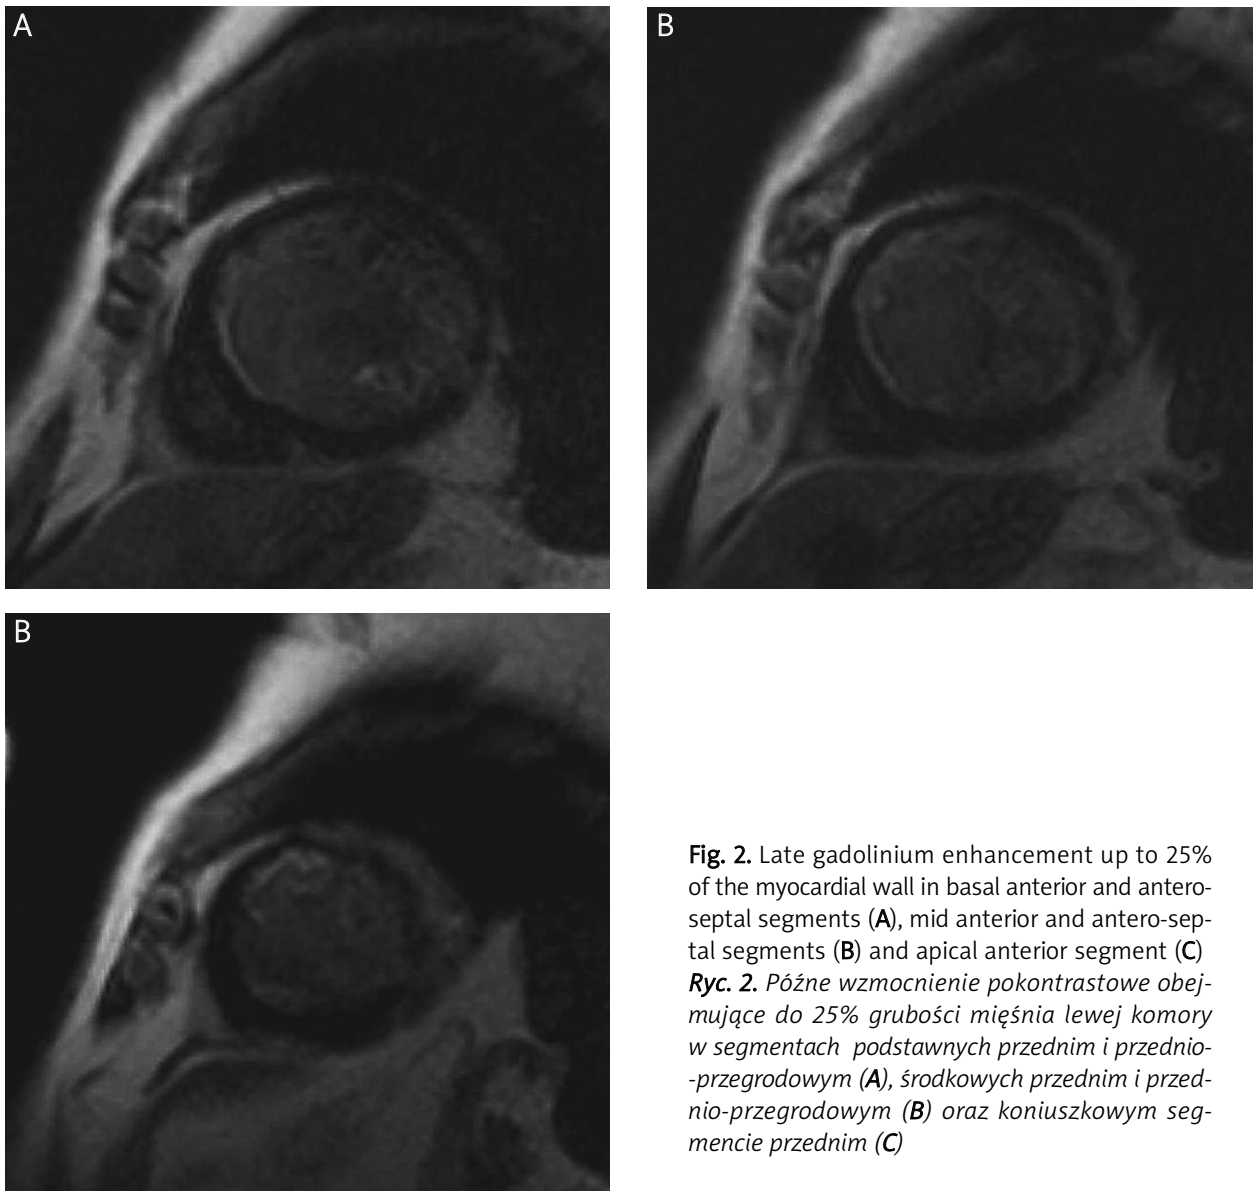 A
B
B
Fig. 2. Late gadolinium enhancement up to 25%
of the myocardial wall in basal anterior and antero-
septal segments (A), mid anterior and antero-sep-
tal segments (B) and apical anterior segment (C)
Ryc. 2. Późne wzmocnienie pokontrastowe obej-
mujące do 25% grubości mięśnia lewej komory
w segmentach podstawnych przednim i przednio-
-przegrodowym (A), środkowych przednim i przed-
nio-przegrodowym (B) oraz koniuszkowym seg-
mencie przednim (C)